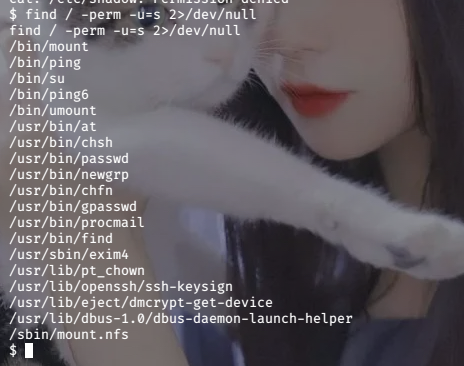 cat: /etc/shadow: Permission denied
$ find / -perm -u=s 2>/dev/null
find / -perm -u=s 2>/dev/null
/bin/mount
/bin/ping
/bin/su
/bin/ping6
/bin/umount
/usr/bin/at
/usr/bin/chsh
/usr/bin/passwd
/usr/bin/newgrp
/usr/bin/chfn
/usr/bin/gpasswd
/usr/bin/procmail
/usr/bin/find
/usr/sbin/exim4
/usr/lib/pt_chown
/usr/lib/openssh/ssh-keysign
/usr/lib/eject/dmcrypt-get-device
/usr/lib/dbus-1.0/dbus-daemon-launch-helper
/sbin/mount.nfs
$